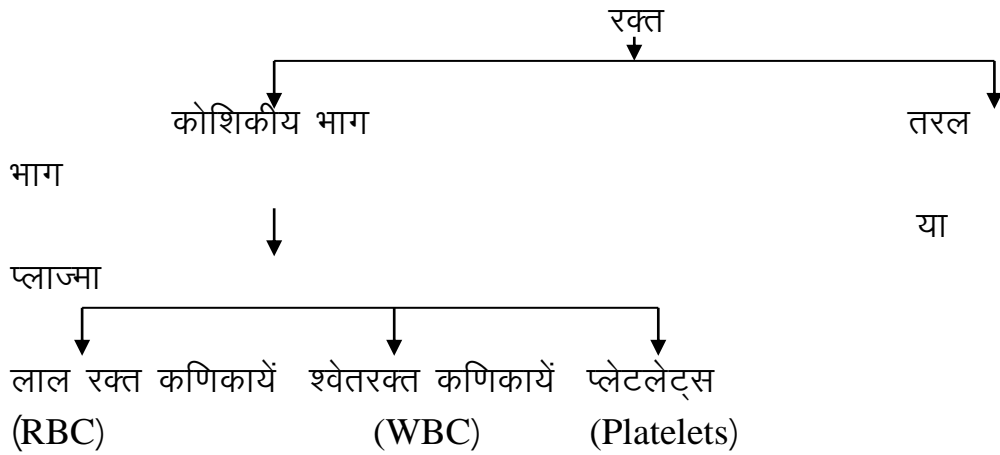 रक्त
कोशिकीय भाग तरल
भाग
या
प्लाज्मा
लाल रक्त कणिकायें श्वेतरक्त कणिकायें प्लेटलेट्स
(RBC) (WBC) (Platelets)